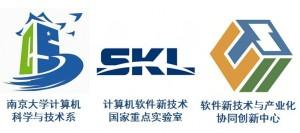 SKL
南京大学计算机
科学与技术系
计算机软件新技术
国家重点实验室
软件新技术与产业化
协同创新中心